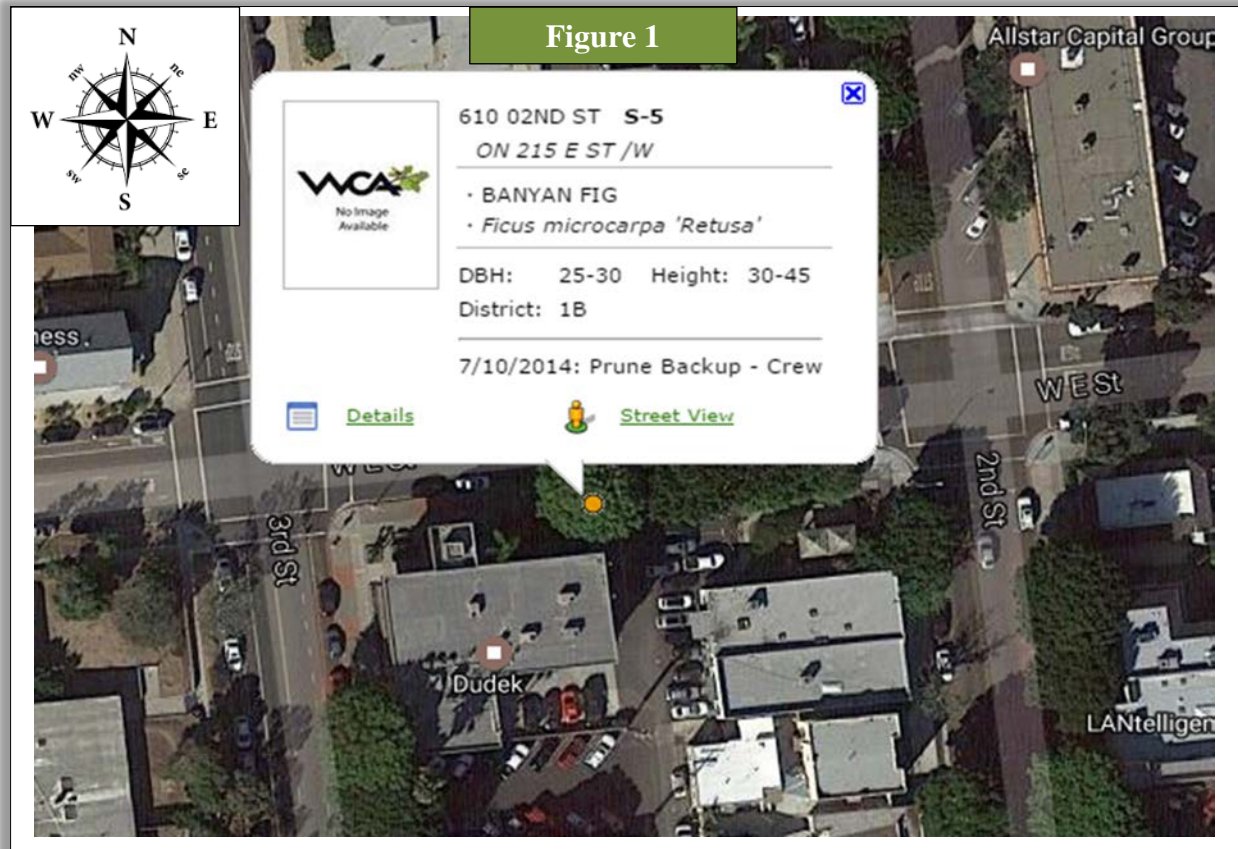 Figure 1
N
nw
ne
W
E
sw
se
S
Allstar Capital Group
610 02ND ST S-5
ON 215 E ST /W
WCA
No Image
Available
· BANYAN FIG
· Ficus microcarpa 'Retusa'
DBH: 25-30 Height: 30-45
District: 1B
7/10/2014: Prune Backup - Crew
Details
Street View
ness
W E St
W E S
2nd St
3rd St
Dudek
LANtelligen